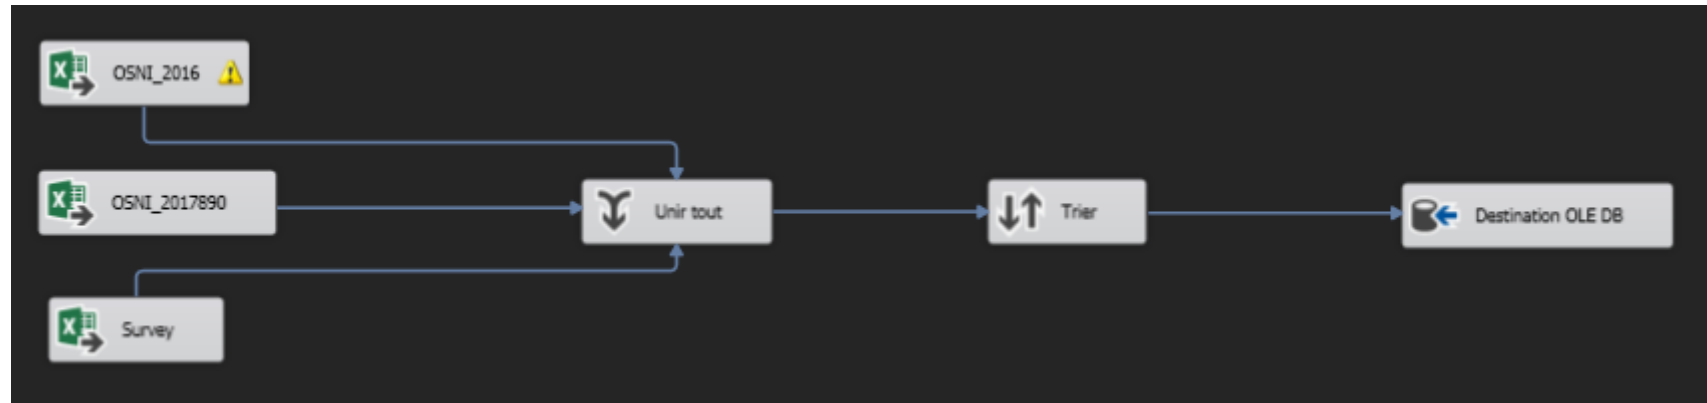 OSNI_2016
OSNI_2017890
Unir tout
Trier
Destination OLE DB
Survey